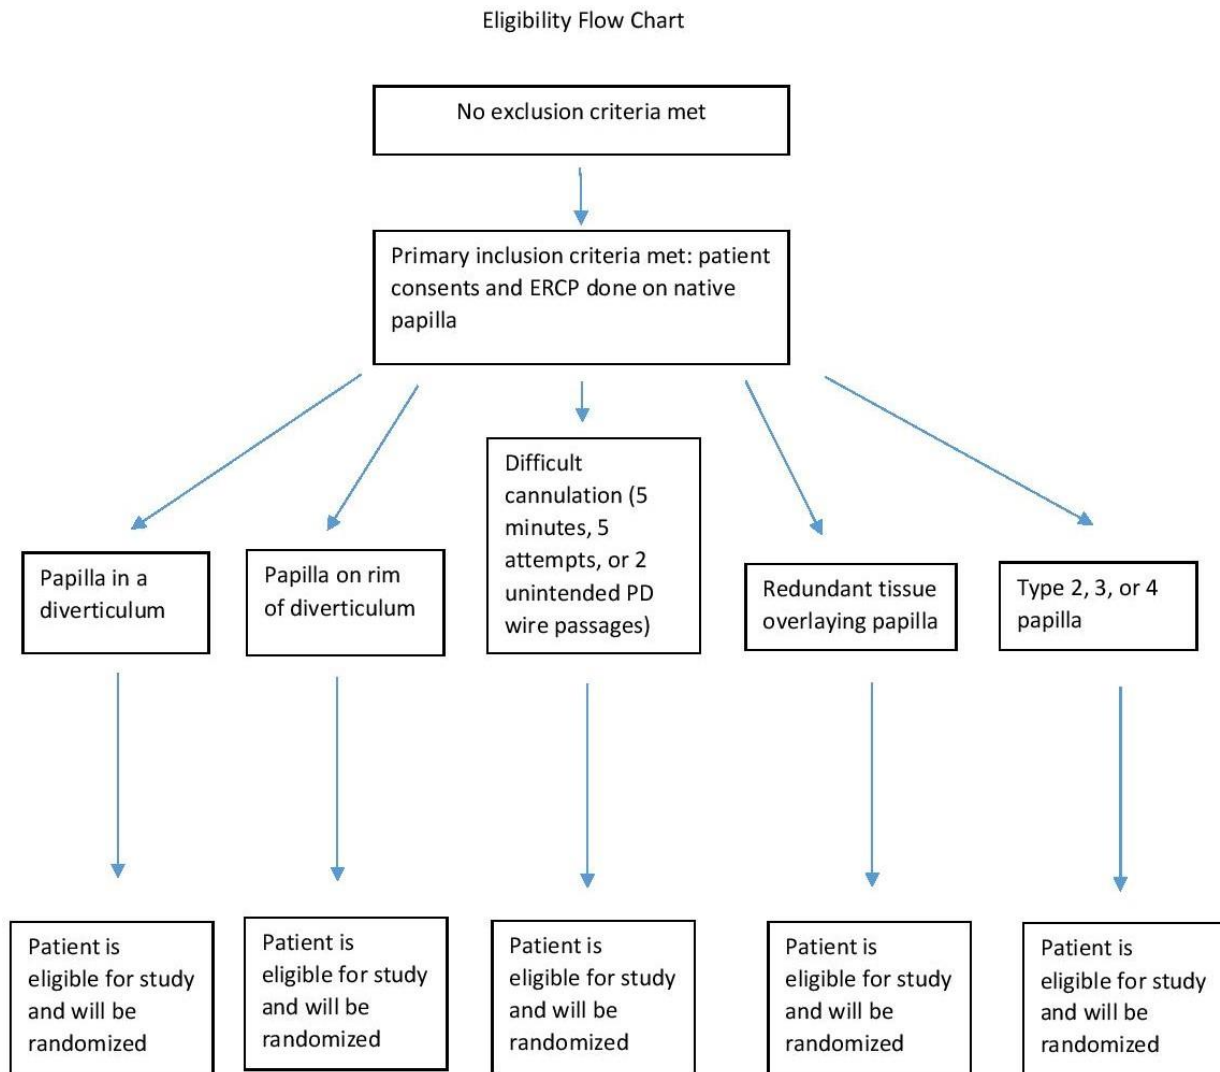 Eligibility Flow Chart
No exclusion criteria met
Primary inclusion criteria met: patient
consents and ERCP done on native
papilla
Papilla in a
diverticulum
Papilla on rim
of diverticulum
Difficult
cannulation (5
minutes, 5
attempts, or 2
unintended PD
wire passages)
Redundant tissue
overlaying papilla
Type 2, 3, or 4
papilla
Patient is
eligible for study
and will be
randomized
Patient is
eligible for study
and will be
randomized
Patient is
eligible for study
and will be
randomized
Patient is
eligible for study
and will be
randomized
Patient is
eligible for study
and will be
randomized